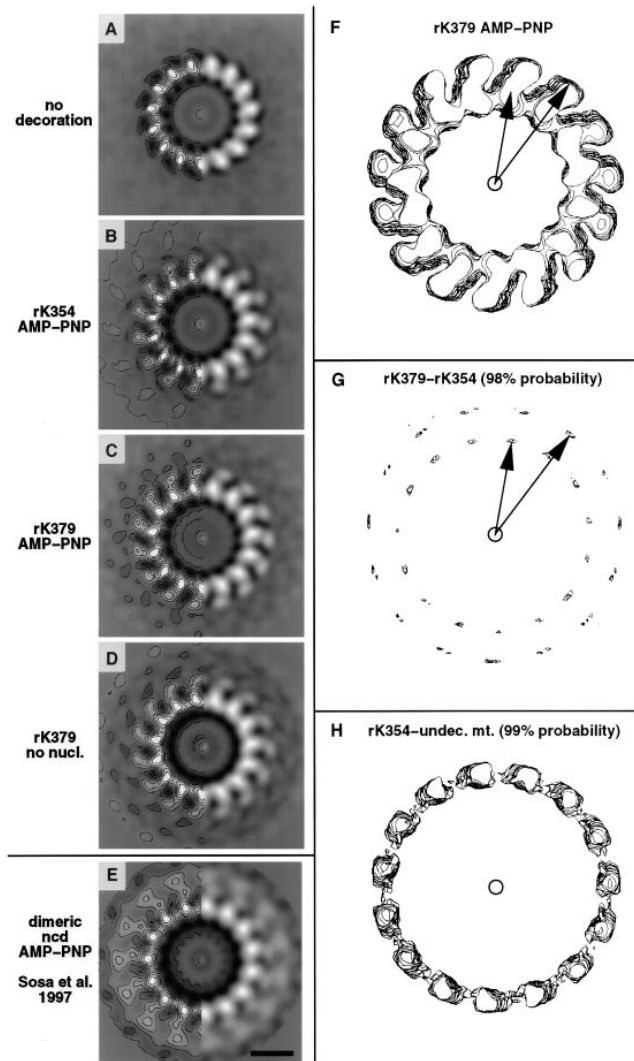 A
no
decoration
B
rK354
AMP–PNP
C
rK379
AMP–PNP
D
rK379
no nucl.
E
dimeric
ncd
AMP–PNP
Sosa et al.
1997
F
rK379 AMP–PNP
G
rK379–rK354 (98% probability)
H
rK354–undec. mt. (99% probability)